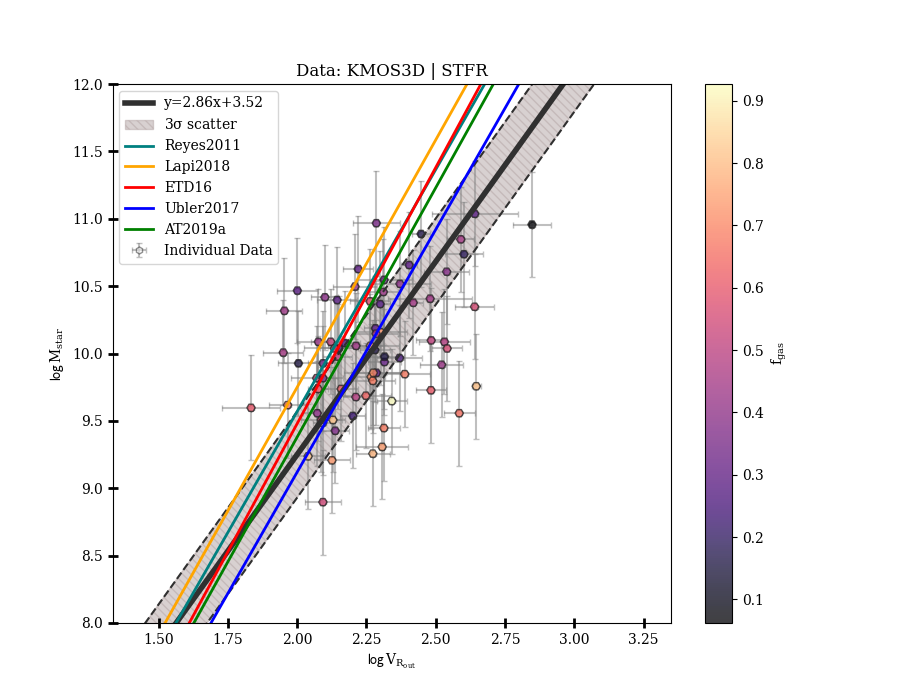 Data: KMOS3D | STFR
y=2.86x+3.52
3σ scatter
Reyes2011
Lapi2018
ETD16
Ubler2017
AT2019a
Individual Data
12.0
11.5
11.0
10.5
10.0
9.5
9.0
8.5
8.0
log M_star
1.50 1.75 2.00 2.25 2.50 2.75 3.00 3.25
log V_R_out
0.9
0.8
0.7
0.6
0.5
0.4
0.3
0.2
0.1
f_gas